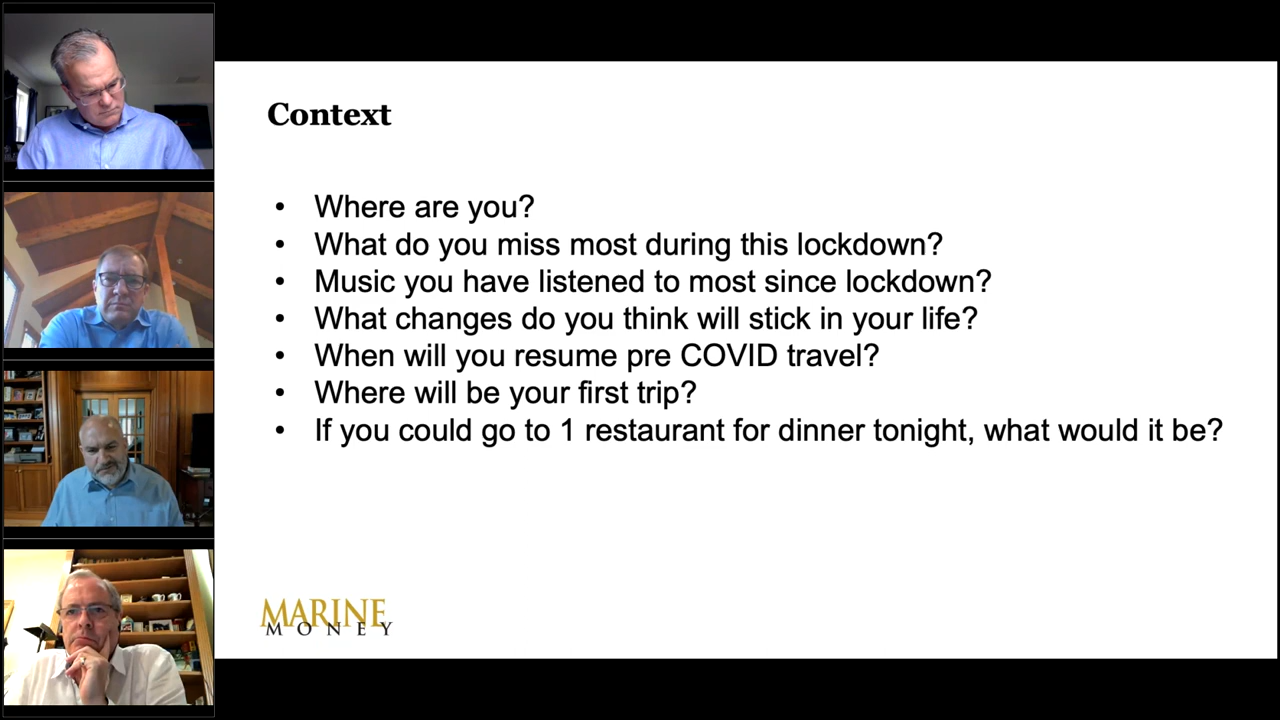 Context
• Where are you?
• What do you miss most during this lockdown?
• Music you have listened to most since lockdown?
• What changes do you think will stick in your life?
• When will you resume pre COVID travel?
• Where will be your first trip?
• If you could go to 1 restaurant for dinner tonight, what would it be?
MARINE
MONEY